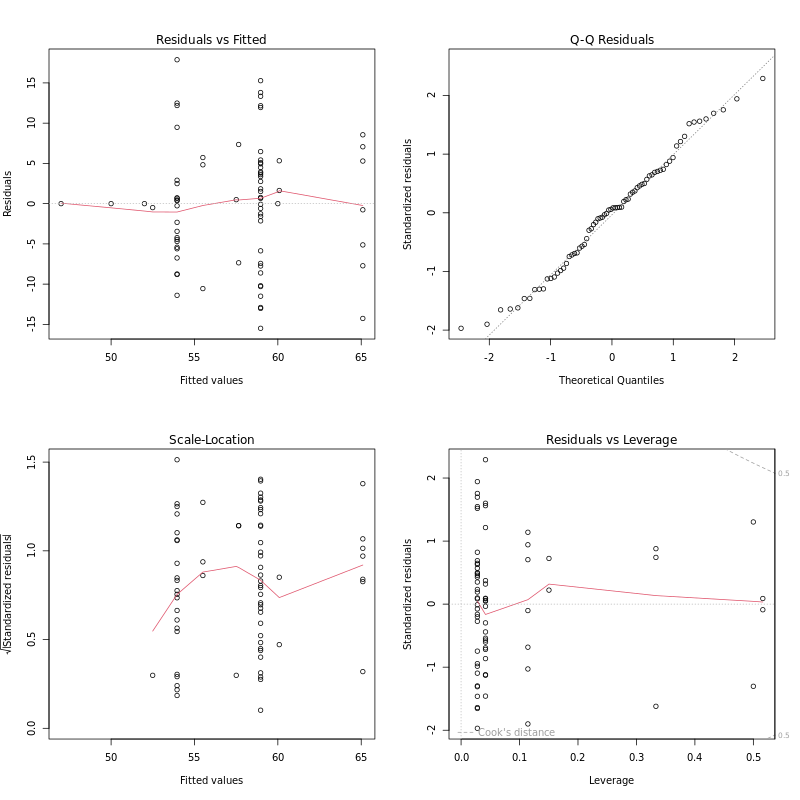 Residuals vs Fitted
Residuals
15
10
5
0
-5
-10
-15
50 55 60 65
Fitted values
Q-Q Residuals
Standardized residuals
2
1
0
-1
-2
-2 -1 0 1 2
Theoretical Quantiles
Scale-Location
√|Standardized residuals|
1.5
1.0
0.5
0.0
50 55 60 65
Fitted values
Residuals vs Leverage
Standardized residuals
2
1
0
-1
-2
0.5
0.5
Cook's distance
0.0 0.1 0.2 0.3 0.4 0.5
Leverage